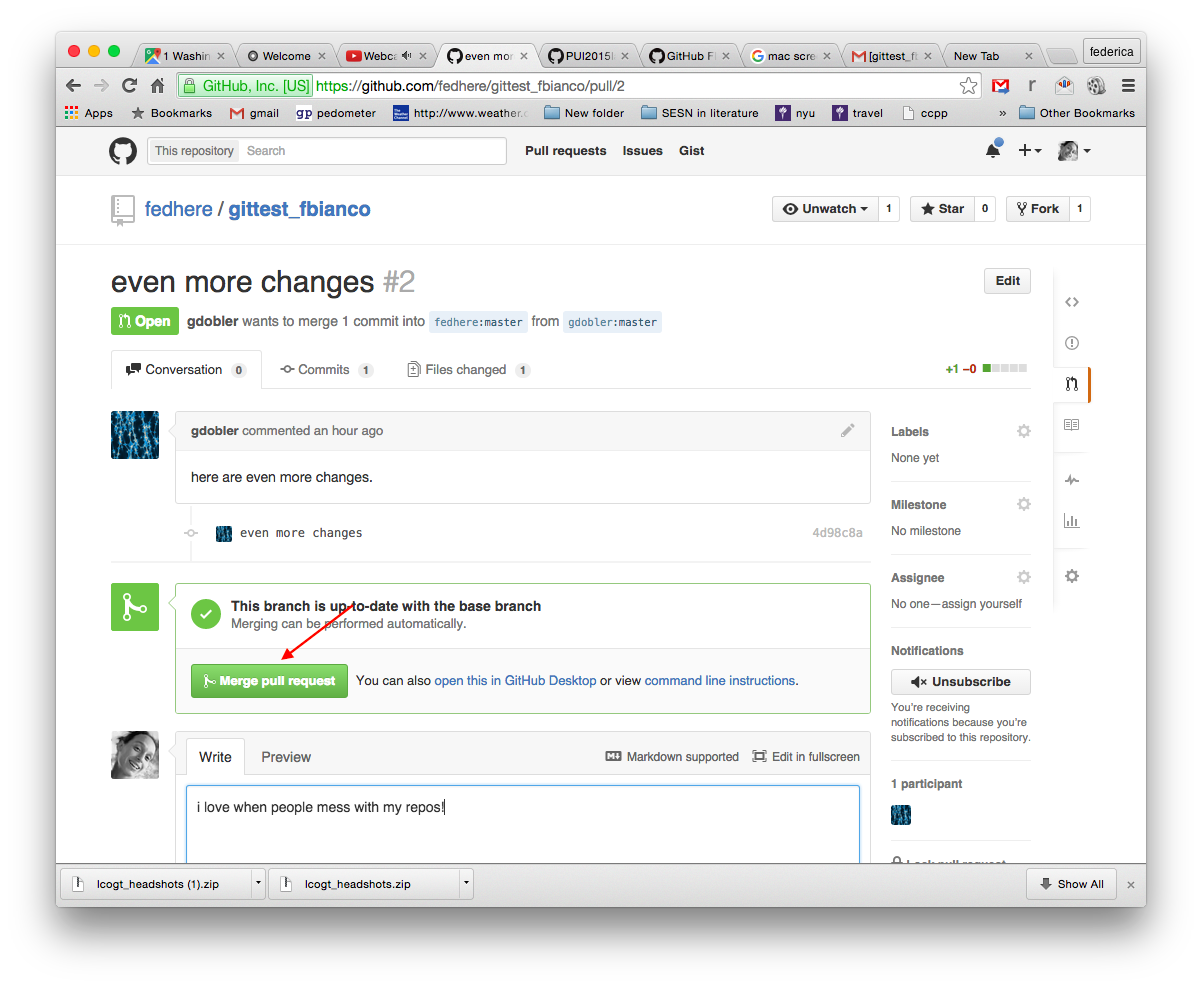 1 Washin
Welcome
Webca
even mor
PUI2015
GitHub Fl
mac scre
[gittest_fb
New Tab
federica
GitHub, Inc. [US] https://github.com/fedhere/gittest_fbianco/pull/2
Apps
Bookmarks
gmail
gp pedometer
http://www.weather.c
New folder
SESN in literature
nyu
travel
ccpp
»
Other Bookmarks
This repository Search
Pull requests
Issues
Gist
fedhere / gittest_fbianco
Unwatch 1
Star 0
Fork 1
even more changes #2
Edit
Open
gdobler wants to merge 1 commit into fedhere:master from gdobler:master
Conversation 0
Commits 1
Files changed 1
+1 −0
gdobler commented an hour ago
here are even more changes.
even more changes
4d98c8a
This branch is up-to-date with the base branch
Merging can be performed automatically.
Merge pull request
You can also open this in GitHub Desktop or view command line instructions.
Write
Preview
Markdown supported
Edit in fullscreen
i love when people mess with my repos!
Labels
None yet
Milestone
No milestone
Assignee
No one—assign yourself
Notifications
Unsubscribe
You're receiving
notifications because you're
subscribed to this repository.
1 participant
Lock pull request
lcogt_headshots (1).zip
lcogt_headshots.zip
Show All